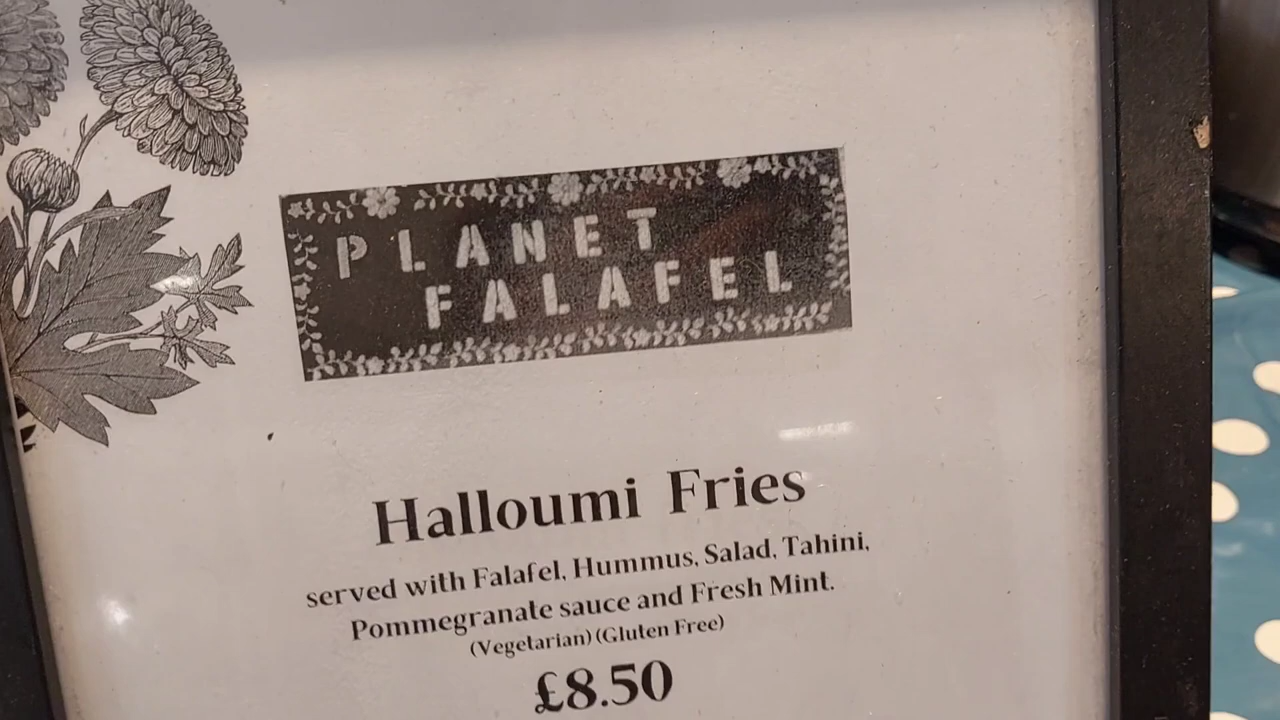 PLANET
FALAFEL
Halloumi Fries
served with Falafel, Hummus, Salad, Tahini,
Pommegranate sauce and Fresh Mint.
(Vegetarian) (Gluten Free)
£8.50